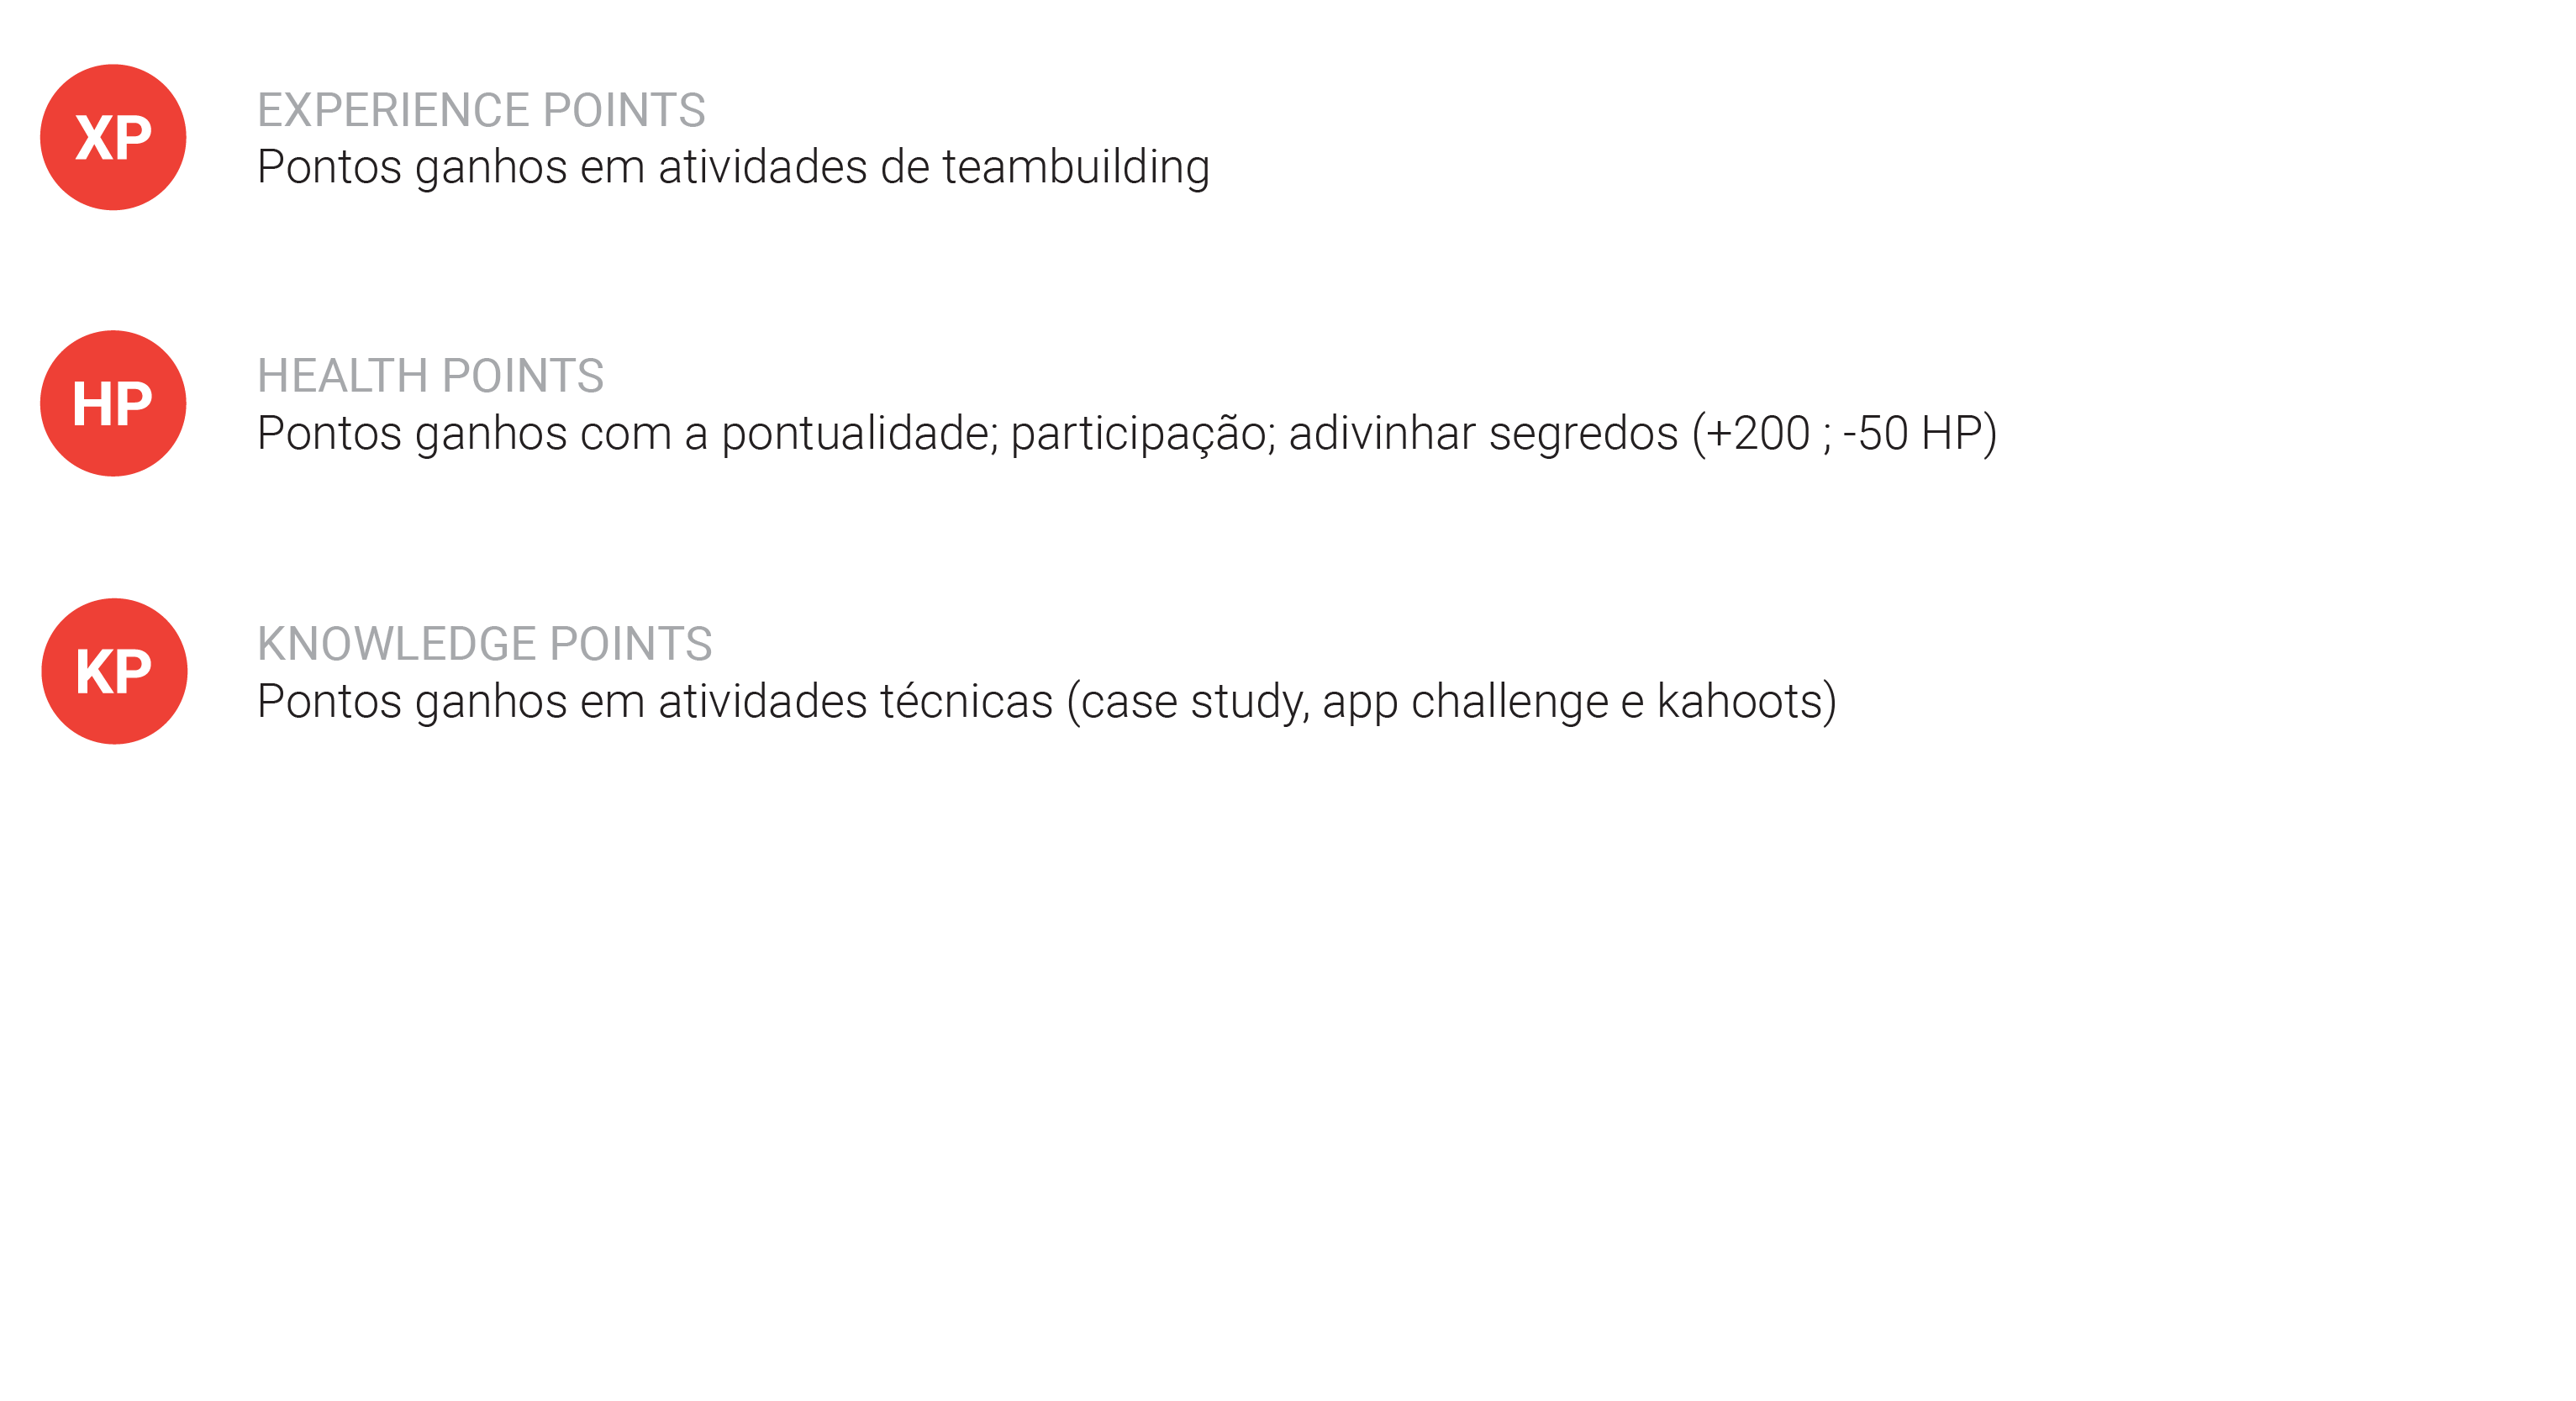 XP
EXPERIENCE POINTS
Pontos ganhos em atividades de teambuilding
HP
HEALTH POINTS
Pontos ganhos com a pontualidade; participação; adivinhar segredos (+200 ; -50 HP)
KP
KNOWLEDGE POINTS
Pontos ganhos em atividades técnicas (case study, app challenge e kahoots)